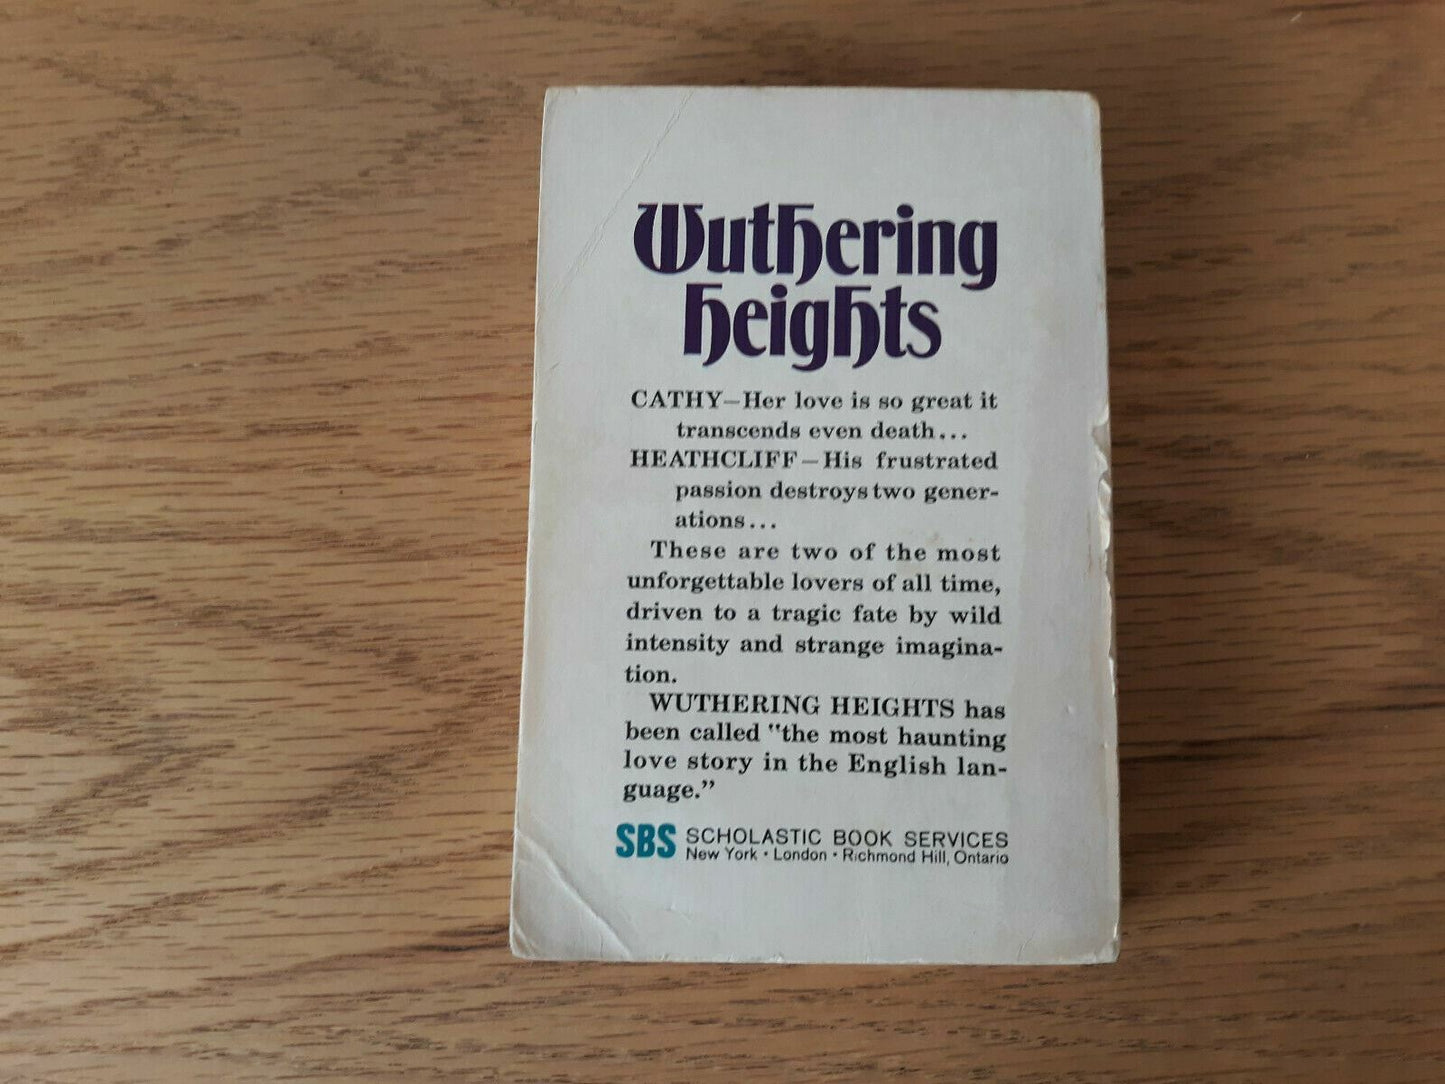 Wuthering
heights
CATHY—Her love is so great it
transcends even death...
HEATHCLIFF—His frustrated
passion destroys two gener-
ations...
These are two of the most
unforgettable lovers of all time,
driven to a tragic fate by wild
intensity and strange imagina-
tion.
WUTHERING HEIGHTS has
been called "the most haunting
love story in the English lan-
guage."
SBS SCHOLASTIC BOOK SERVICES
New York • London • Richmond Hill, Ontario